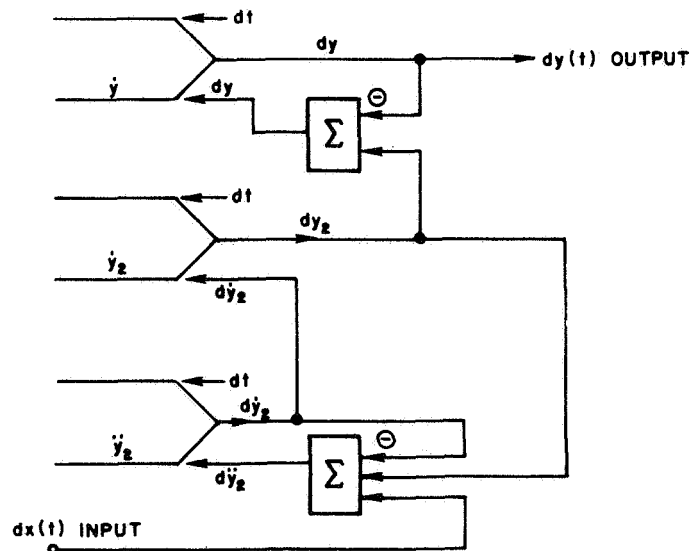 dt
dy
dy(t) OUTPUT
ẏ
dy
⊖
Σ
dt
dy₂
ẏ₂
dẏ₂
dt
dẏ₂
⊖
ÿ₂
dÿ₂
Σ
dx(t) INPUT